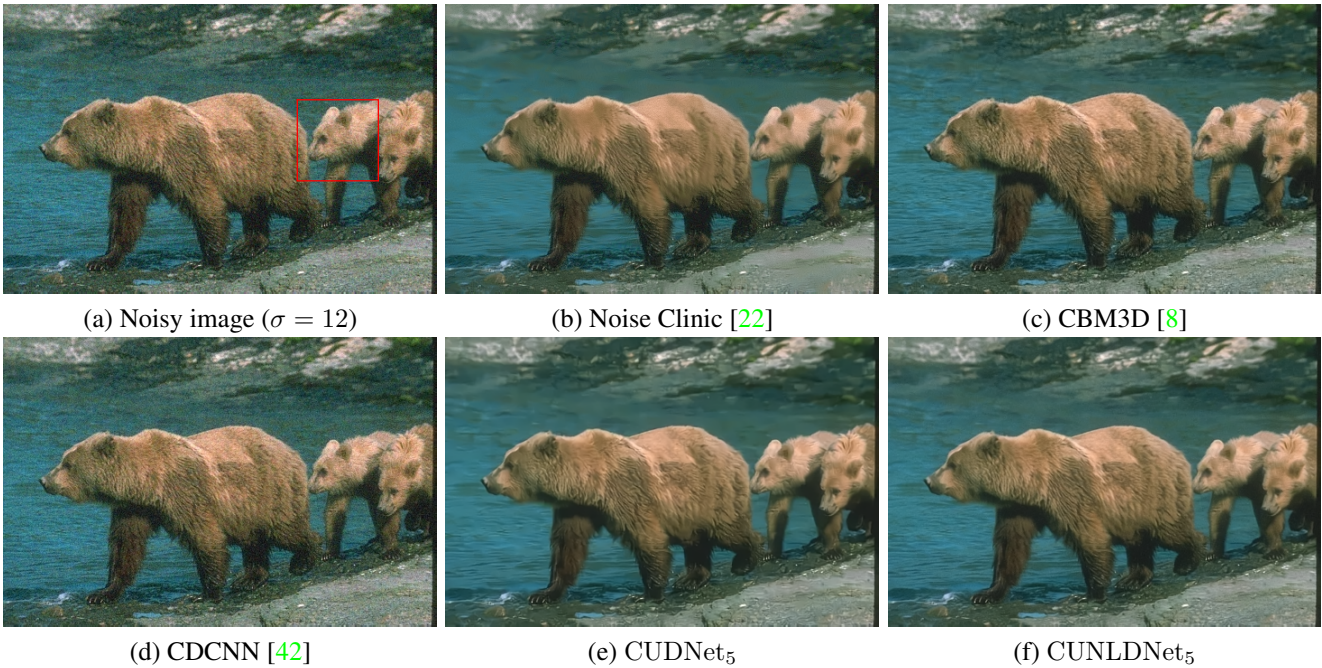 (a) Noisy image (σ = 12)
(b) Noise Clinic [22]
(c) CBM3D [8]
(d) CDCNN [42]
(e) CUDNet₅
(f) CUNLDNet₅